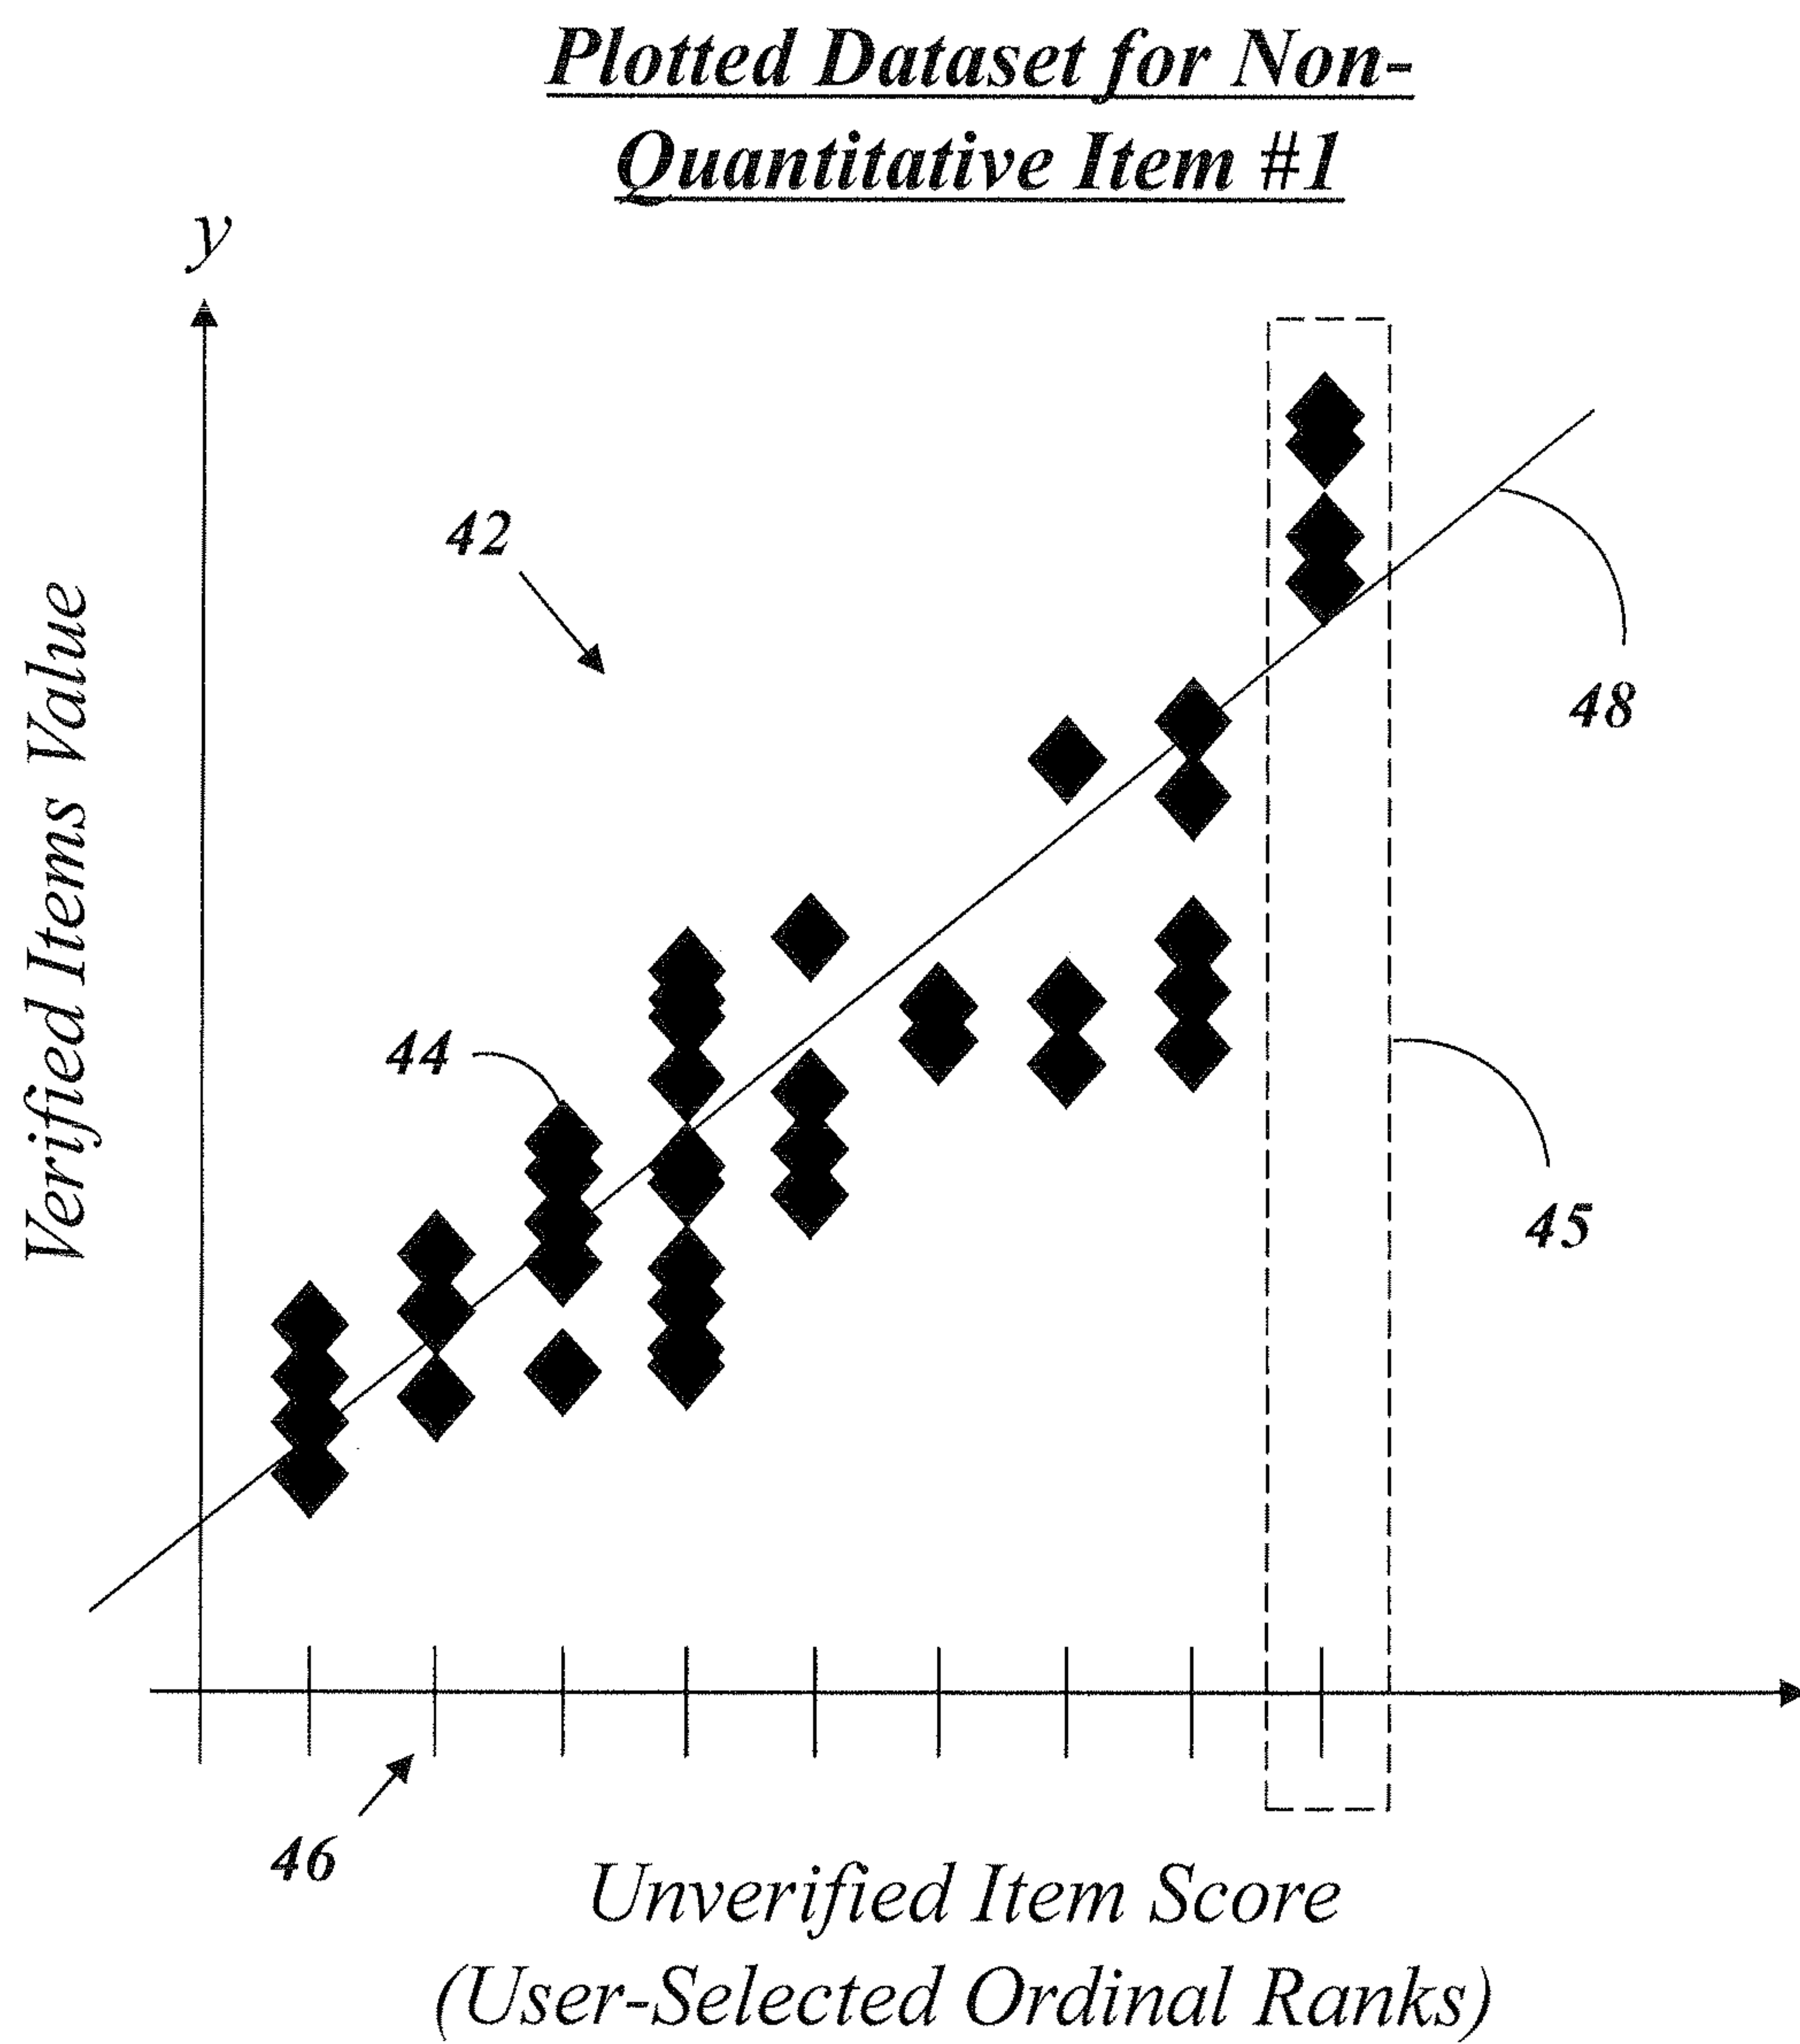 Plotted Dataset for Non-
Quantitative Item #1
y
42
Verified Items Value
48
44
45
46
Unverified Item Score
(User-Selected Ordinal Ranks)